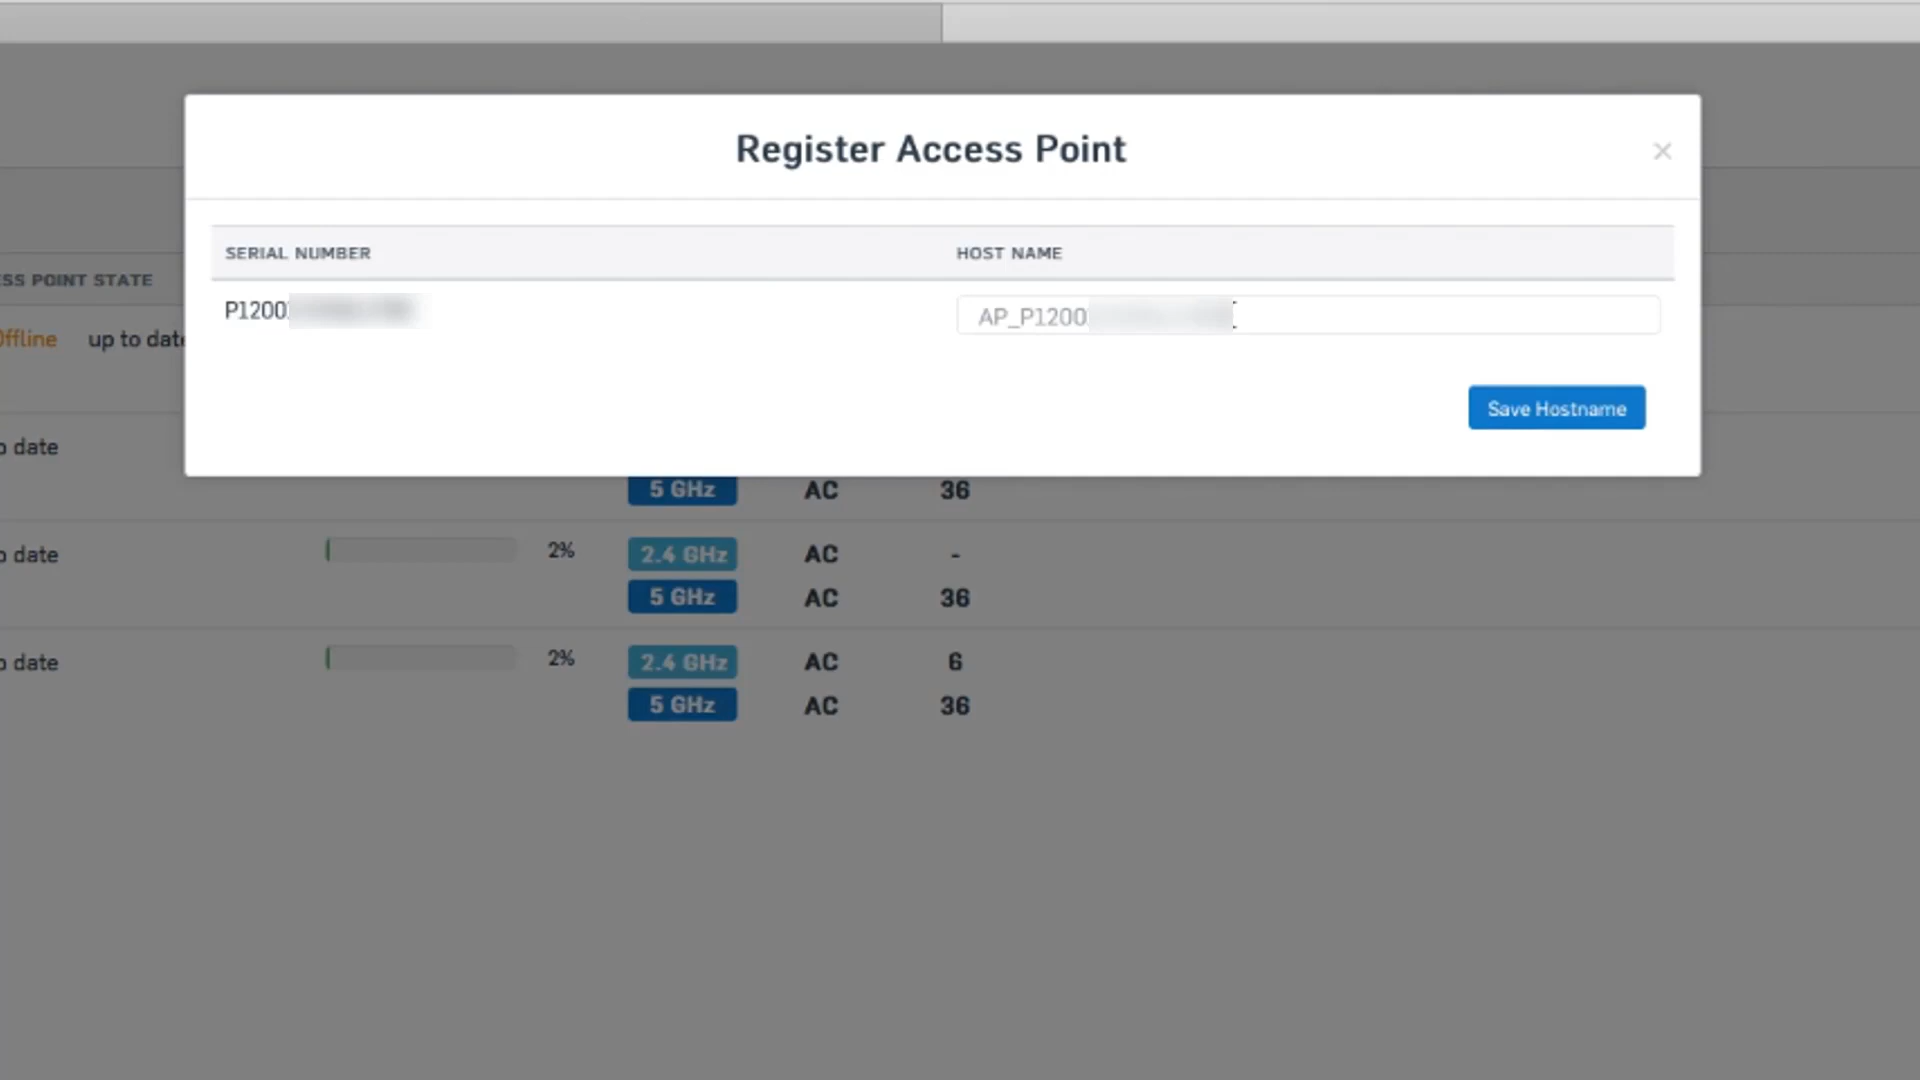 Register Access Point
×
SERIAL NUMBER HOST NAME
P1200
AP_P1200
Save Hostname
SS POINT STATE
Offline up to date
o date
5 GHz AC 36
o date 2% 2.4 GHz AC -
5 GHz AC 36
o date 2% 2.4 GHz AC 6
5 GHz AC 36